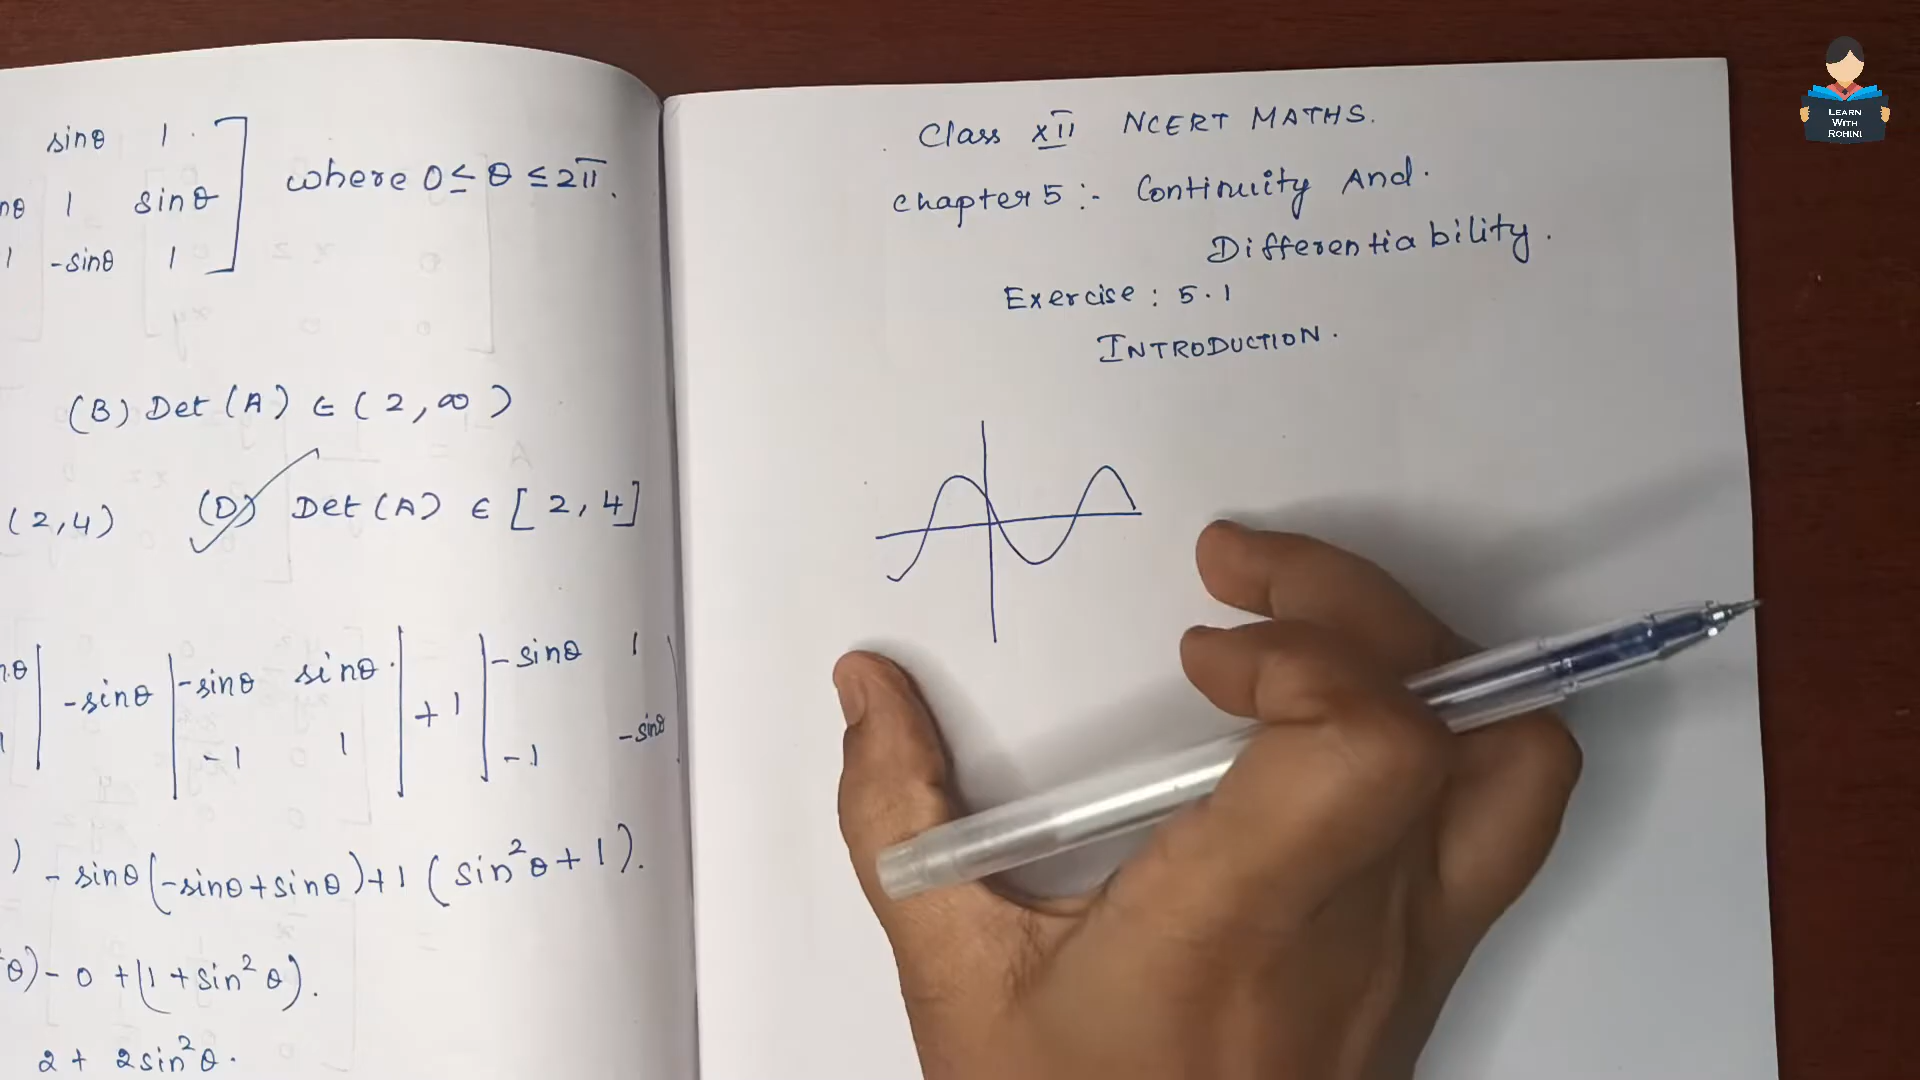 sinθ 1
1 sinθ where 0 ≤ θ ≤ 2π.
1 -sinθ 1
(B) Det (A) ∈ (2, ∞)
(2,4) (D) Det (A) ∈ [2, 4]
-sinθ | -sinθ sinθ | + 1 | -sinθ 1 |
-1 1 -1 -sinθ
) - sinθ (-sinθ + sinθ) + 1 (sin²θ + 1).
θ) - 0 + (1 + sin²θ).
2 + 2sin²θ.
Class XII NCERT MATHS.
Chapter 5 :- Continuity And.
Differentiability.
Exercise : 5.1
INTRODUCTION.
LEARN
WITH
ROHINI